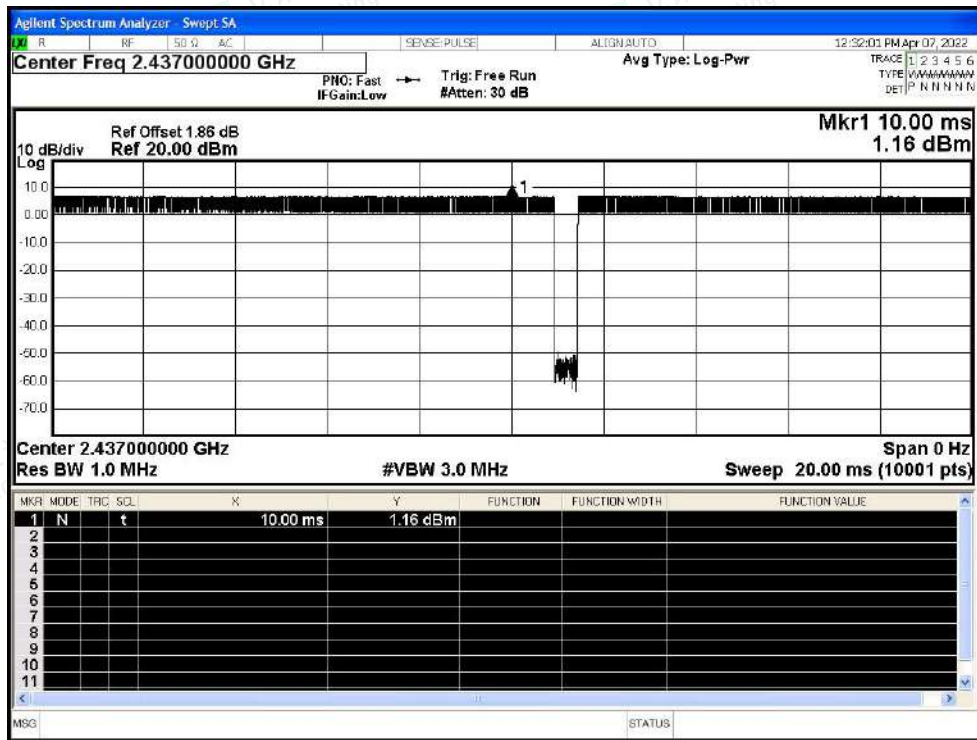 Agilent Spectrum Analyzer - Swept SA
LXI R RF 50 Ω AC SENSE:PULSE ALIGN AUTO 12:32:01 PM Apr 07, 2022
Center Freq 2.437000000 GHz Avg Type: Log-Pwr TRACE 1 2 3 4 5 6
PNO: Fast Trig: Free Run TYPE
IFGain:Low #Atten: 30 dB DET P N N N N N
Mkr1 10.00 ms
Ref Offset 1.86 dB
10 dB/div Ref 20.00 dBm 1.16 dBm
Log
10.0
1
0.00
-10.0
-20.0
-30.0
-40.0
-50.0
-60.0
-70.0
Center 2.437000000 GHz Span 0 Hz
Res BW 1.0 MHz #VBW 3.0 MHz Sweep 20.00 ms (10001 pts)
MKR MODE TRC SCL X Y FUNCTION FUNCTION WIDTH FUNCTION VALUE
1 N t 10.00 ms 1.16 dBm
2
3
4
5
6
7
8
9
10
11
MSG STATUS